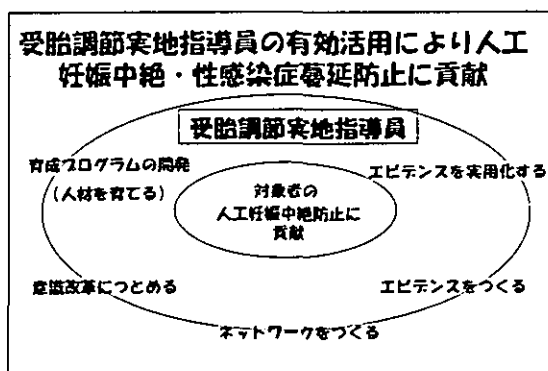 受胎調節実地指導員の有効活用により人工
妊娠中絶・性感染症蔓延防止に貢献
受胎調節実地指導員
育成プログラムの開発
(人材を育てる)
エビデンスを実用化する
対象者の
人工妊娠中絶防止に
貢献
意識改革につとめる
エビデンスをつくる
ネットワークをつくる